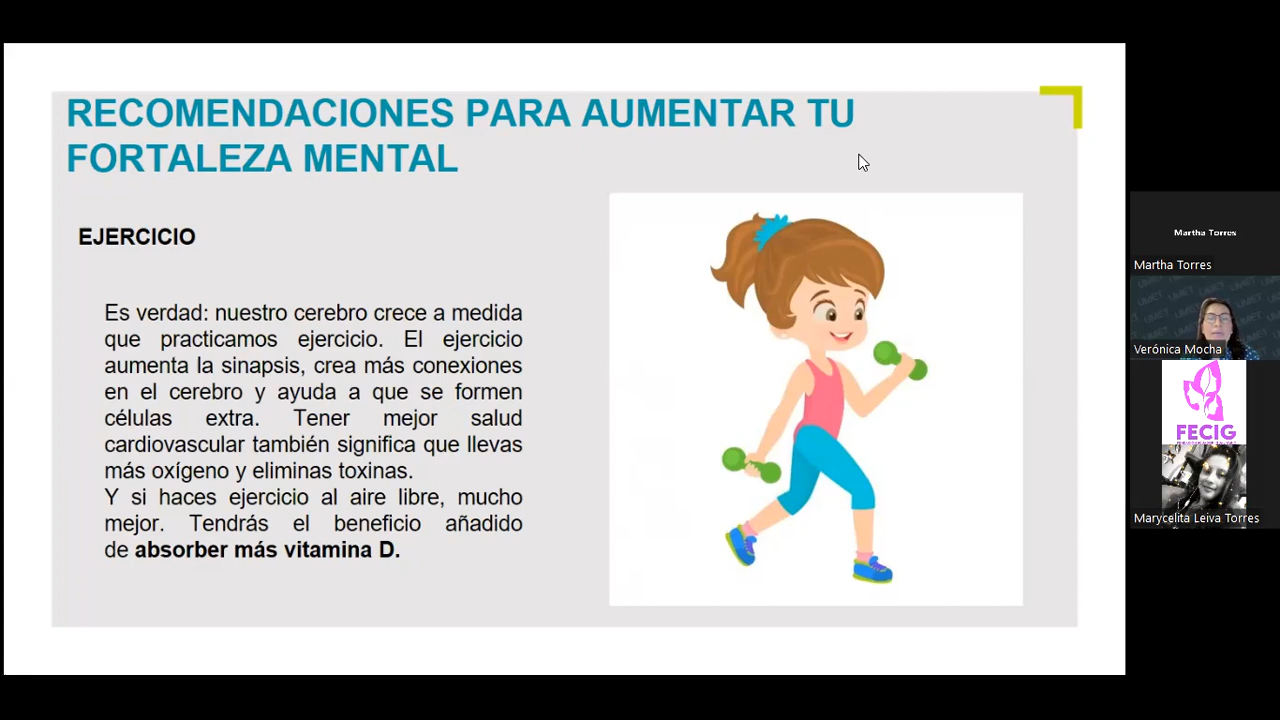 RECOMENDACIONES PARA AUMENTAR TU
FORTALEZA MENTAL
EJERCICIO
Es verdad: nuestro cerebro crece a medida
que practicamos ejercicio. El ejercicio
aumenta la sinapsis, crea más conexiones
en el cerebro y ayuda a que se formen
células extra. Tener mejor salud
cardiovascular también significa que llevas
más oxígeno y eliminas toxinas.
Y si haces ejercicio al aire libre, mucho
mejor. Tendrás el beneficio añadido
de absorber más vitamina D.
Martha Torres
Martha Torres
Verónica Mocha
FECIG
Marycelita Leiva Torres